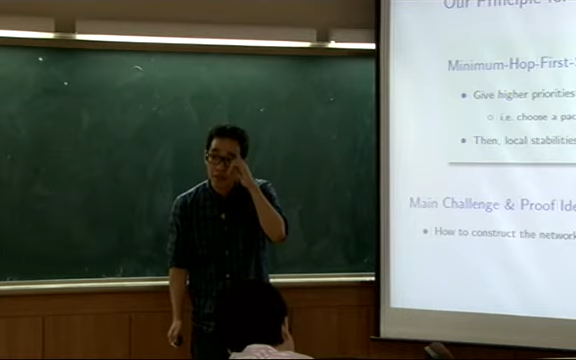 Our Principle for
Minimum-Hop-First-
• Give higher priorities
○ i.e. choose a pac
• Then, local stabilities
Main Challenge & Proof Ide
• How to construct the network